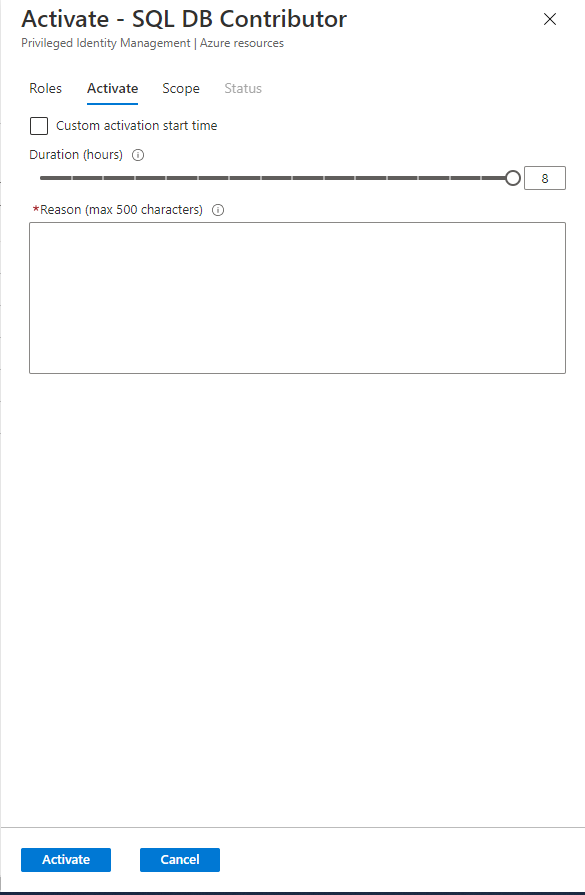 Activate - SQL DB Contributor
Privileged Identity Management | Azure resources
Roles Activate Scope Status
Custom activation start time
Duration (hours)
8
*Reason (max 500 characters)
Activate Cancel